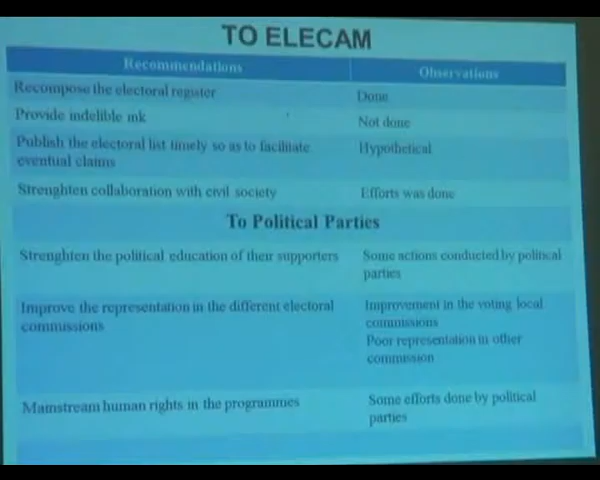 TO ELECAM
Recommendations
Observations
Recompose the electoral register
Done
Provide indelible ink
Not done
Publish the electoral list timely so as to facilitate
eventual claims
Hypothetical
Strenghten collaboration with civil society
Efforts was done
To Political Parties
Strenghten the political education of their supporters
Some actions conducted by political
parties
Improve the representation in the different electoral
commissions
Improvement in the voting local
commissions
Poor representation in other
commission
Mainstream human rights in the programmes
Some efforts done by political
parties